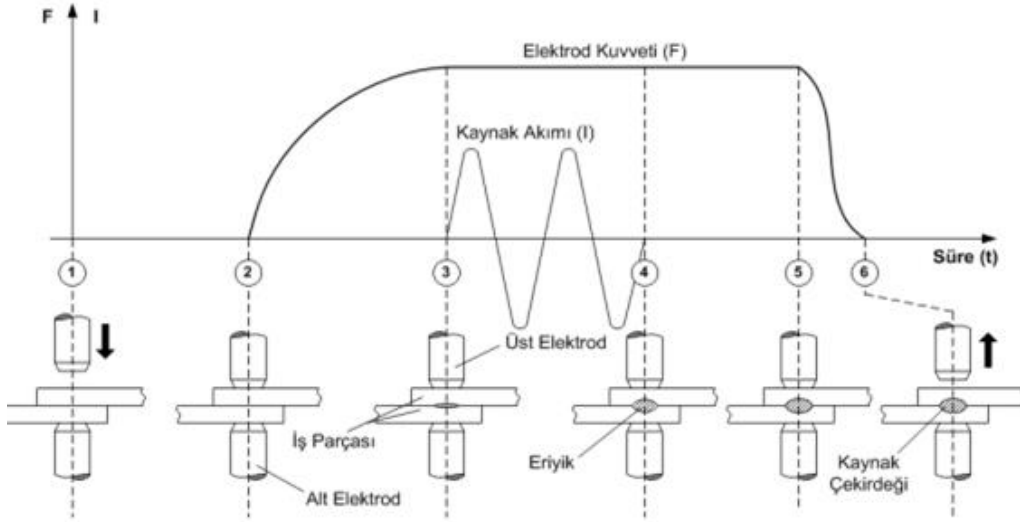 F I
Elektrod Kuvveti (F)
Kaynak Akımı (I)
Süre (t)
1 2 3 4 5 6
Üst Elektrod
İş Parçası
Eriyik
Kaynak
Çekirdeği
Alt Elektrod